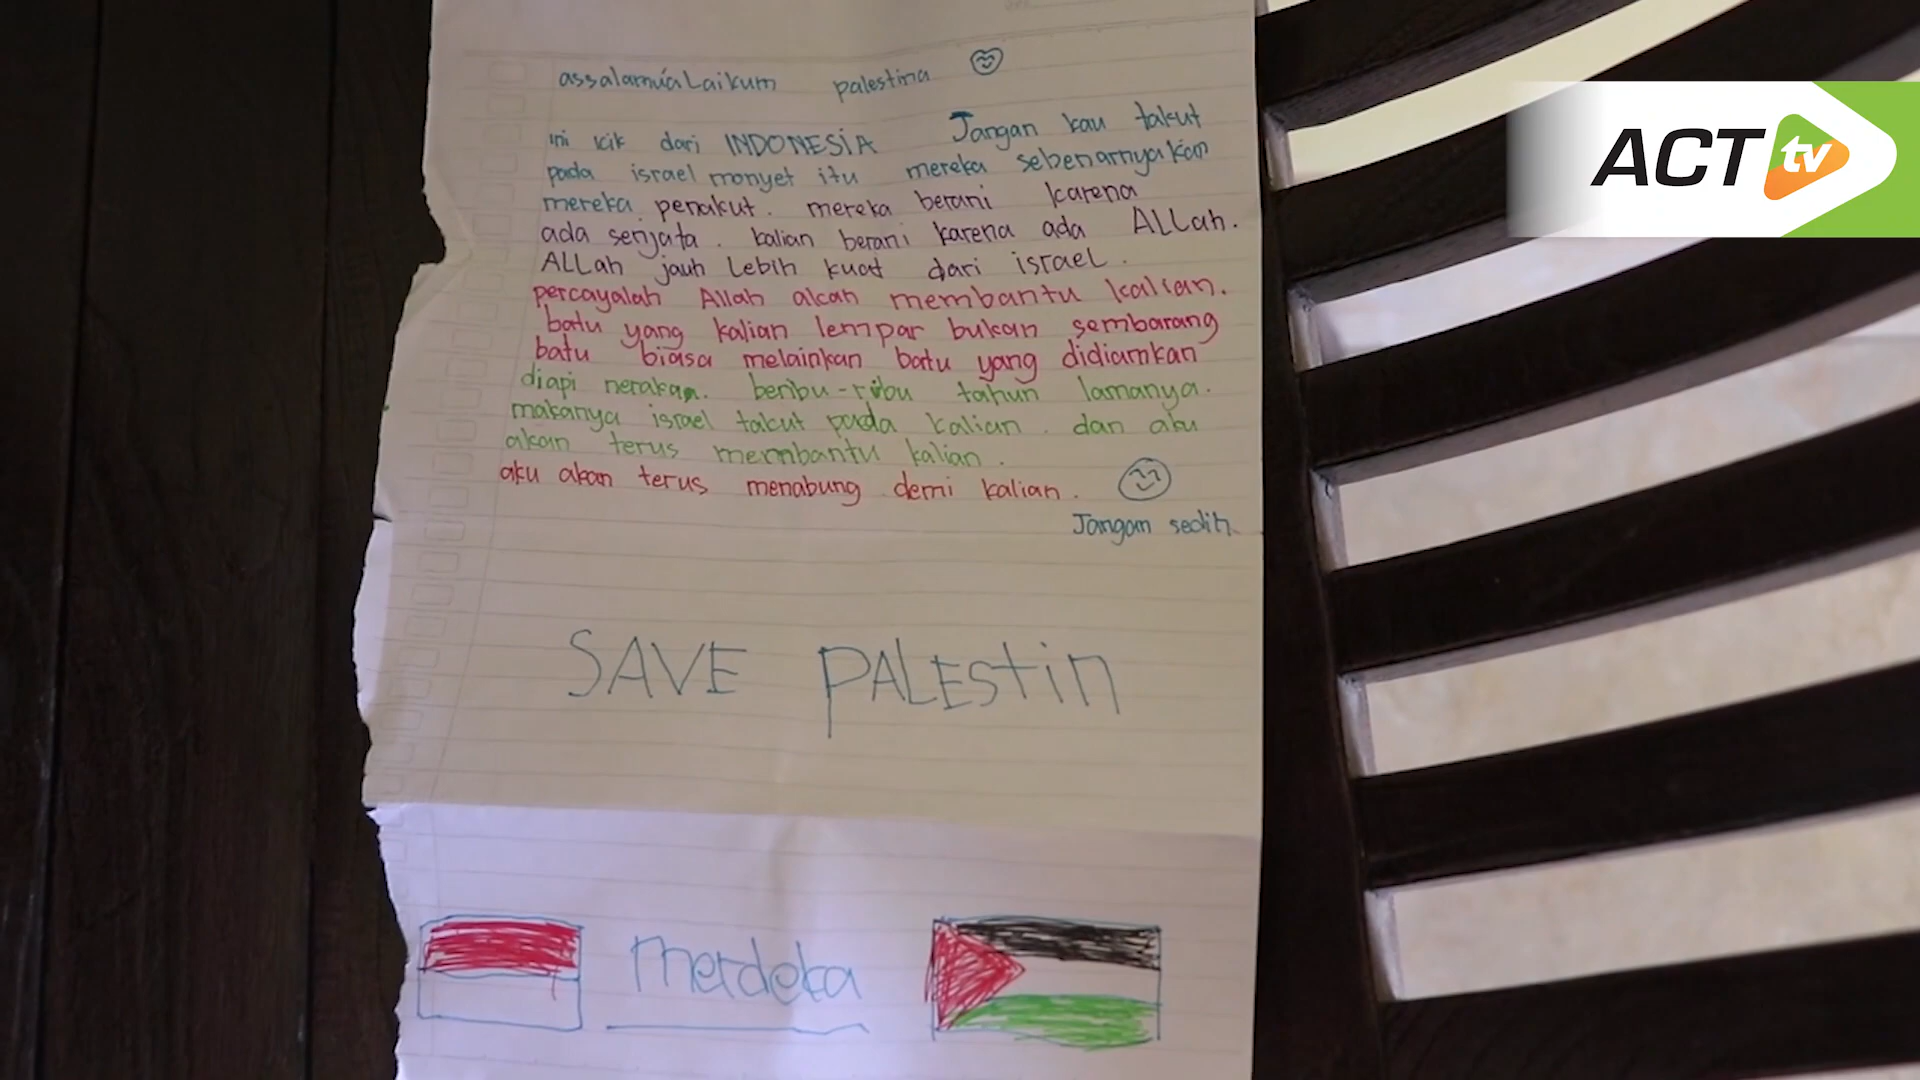 assalamuaLaikum palestina
ini kik dari INDONESIA Jangan kau takut
pada israel monyet itu mereka sebenarnyakan
mereka penakut. mereka berani karena
ada senjata. kalian berani karena ada ALLah.
ALLah jauh Lebih kuat dari israel.
percayalah Allah akan membantu kalian.
batu yang kalian lempar bukan sembarang
batu biasa melainkan batu yang didiamkan
diapi neraka. beribu-ribu tahun lamanya.
makanya israel takut pada kalian. dan aku
akan terus membantu kalian.
aku akan terus menabung demi kalian.
Jangan sedih.
SAVE PALEStin
merdeka
ACT tv